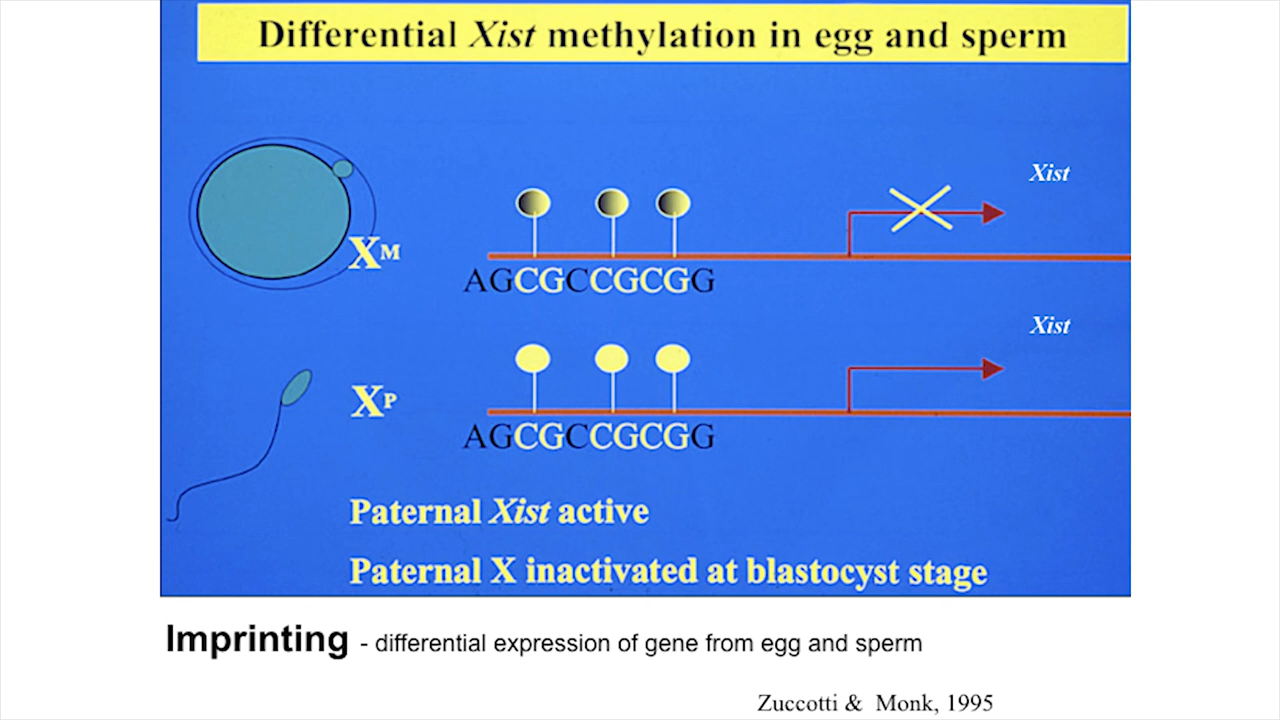 Differential Xist methylation in egg and sperm
Xist
XM
AGCGCCGCGG
Xist
XP
AGCGCCGCGG
Paternal Xist active
Paternal X inactivated at blastocyst stage
Imprinting - differential expression of gene from egg and sperm
Zuccotti & Monk, 1995